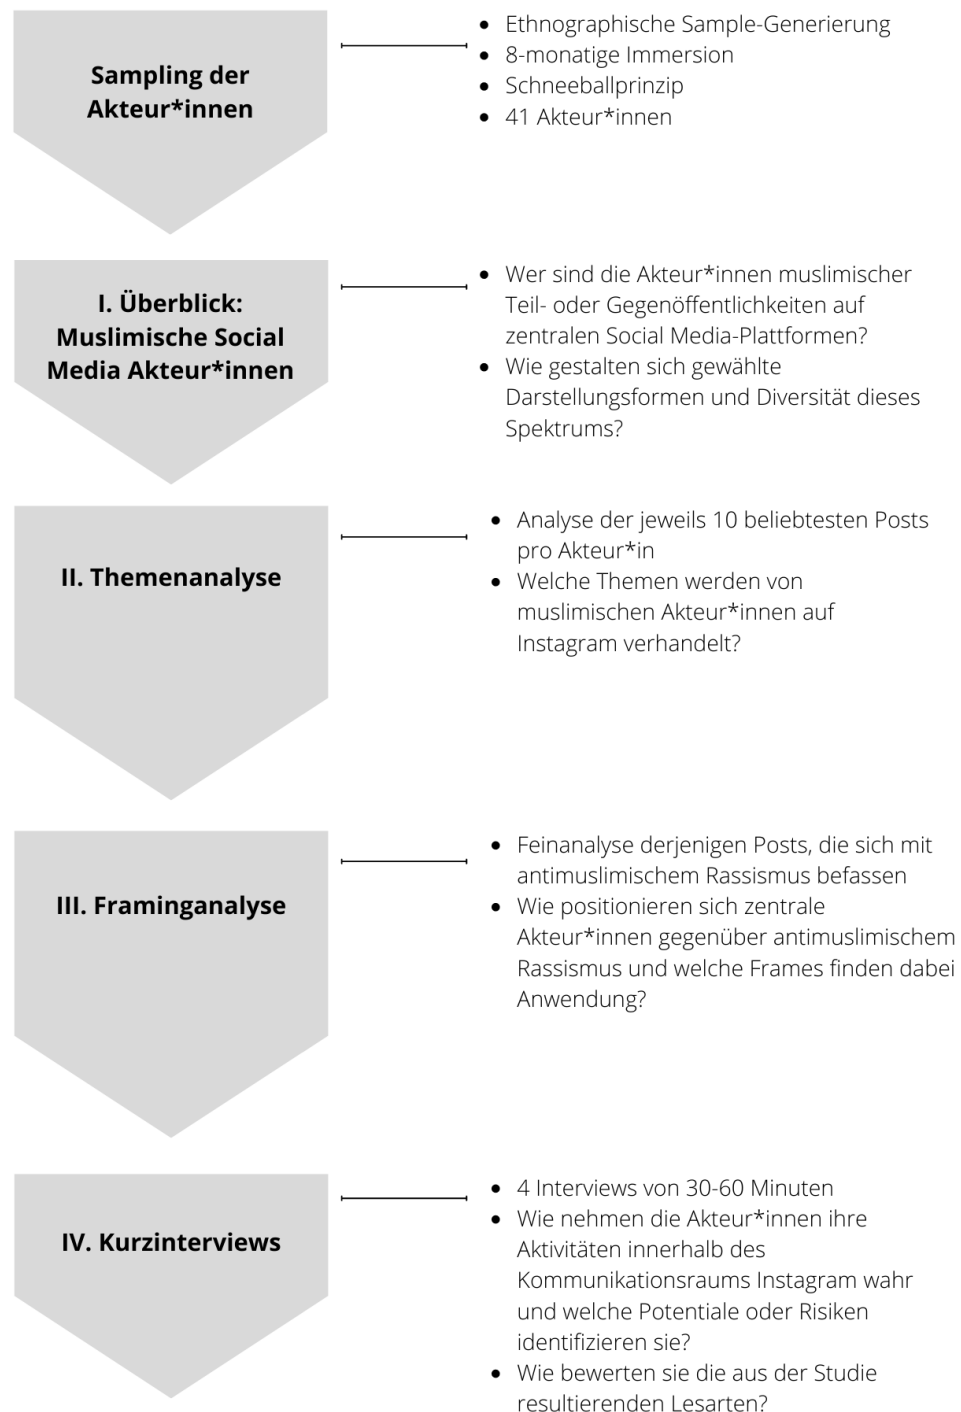 Sampling der
Akteur*innen
• Ethnographische Sample-Generierung
• 8-monatige Immersion
• Schneeballprinzip
• 41 Akteur*innen
I. Überblick:
Muslimische Social
Media Akteur*innen
• Wer sind die Akteur*innen muslimischer
Teil- oder Gegenöffentlichkeiten auf
zentralen Social Media-Plattformen?
• Wie gestalten sich gewählte
Darstellungsformen und Diversität dieses
Spektrums?
II. Themenanalyse
• Analyse der jeweils 10 beliebtesten Posts
pro Akteur*in
• Welche Themen werden von
muslimischen Akteur*innen auf
Instagram verhandelt?
III. Framinganalyse
• Feinanalyse derjenigen Posts, die sich mit
antimuslimischem Rassismus befassen
• Wie positionieren sich zentrale
Akteur*innen gegenüber antimuslimischem
Rassismus und welche Frames finden dabei
Anwendung?
IV. Kurzinterviews
• 4 Interviews von 30-60 Minuten
• Wie nehmen die Akteur*innen ihre
Aktivitäten innerhalb des
Kommunikationsraums Instagram wahr
und welche Potentiale oder Risiken
identifizieren sie?
• Wie bewerten sie die aus der Studie
resultierenden Lesarten?